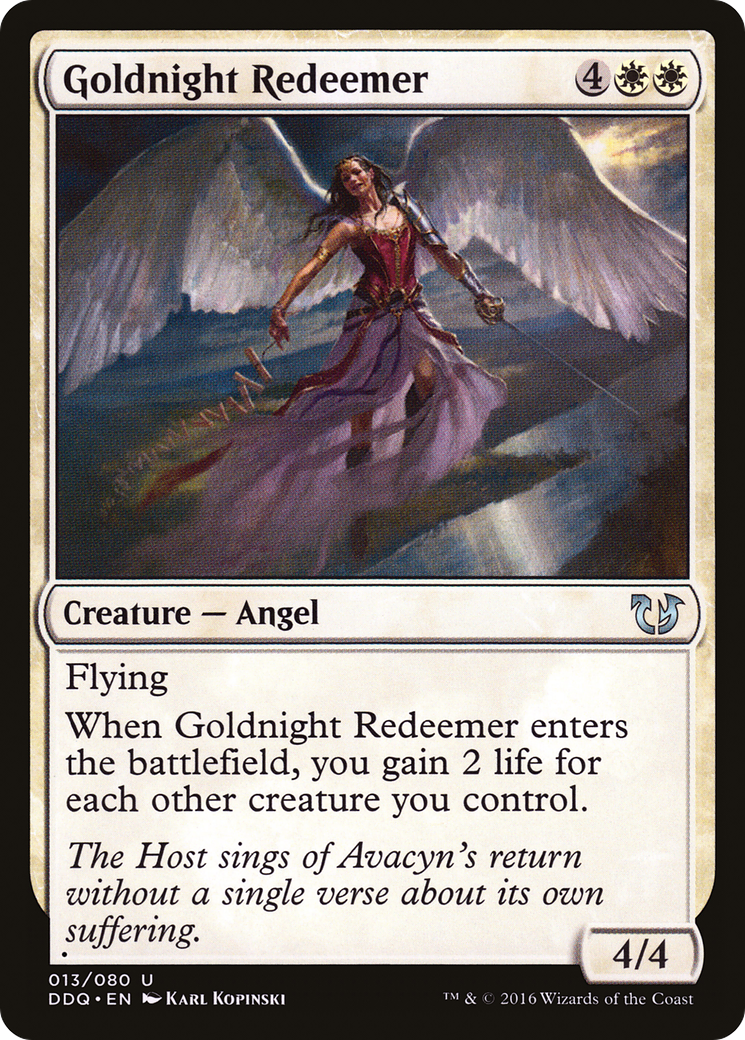 Goldnight Redeemer 4
Creature — Angel
Flying
When Goldnight Redeemer enters
the battlefield, you gain 2 life for
each other creature you control.
The Host sings of Avacyn's return
without a single verse about its own
suffering.
4/4
013/080 U
DDQ • EN Karl Kopinski
™ & © 2016 Wizards of the Coast